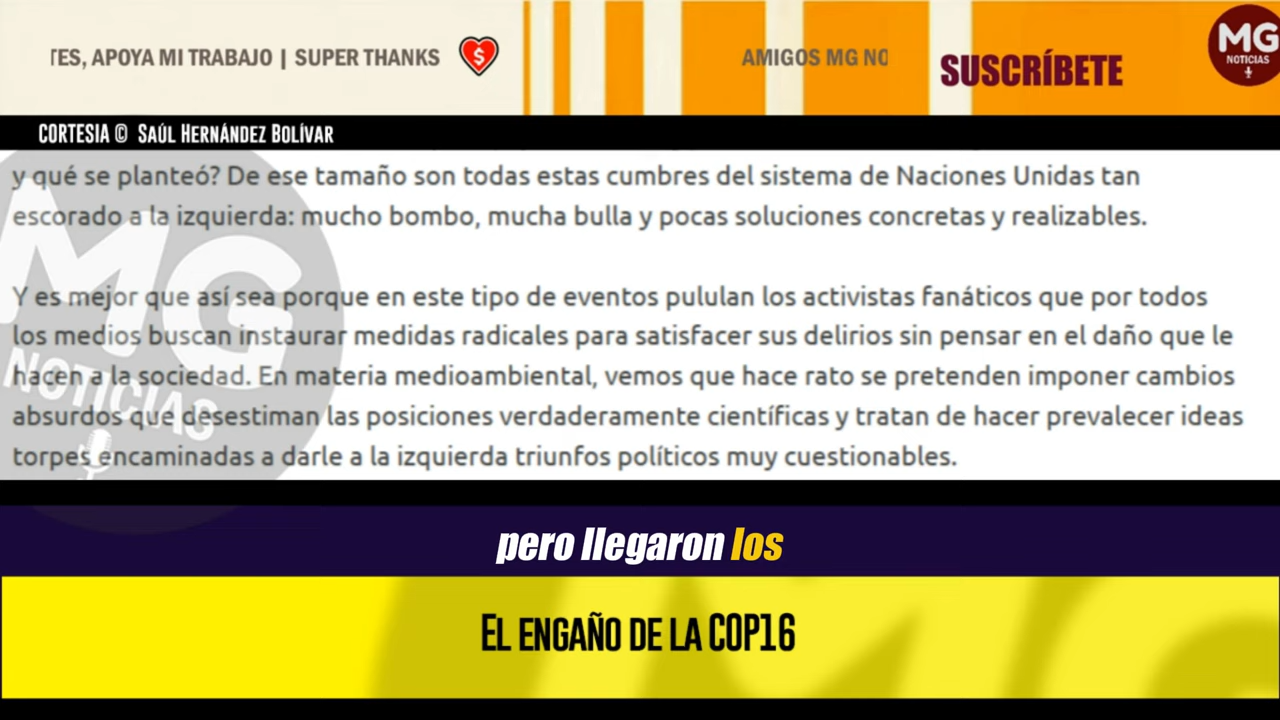 TES, APOYA MI TRABAJO | SUPER THANKS
AMIGOS MG NO
SUSCRÍBETE
MG
NOTICIAS
CORTESIA © SAÚL HERNÁNDEZ BOLÍVAR
y qué se planteó? De ese tamaño son todas estas cumbres del sistema de Naciones Unidas tan
escorado a la izquierda: mucho bombo, mucha bulla y pocas soluciones concretas y realizables.
Y es mejor que así sea porque en este tipo de eventos pululan los activistas fanáticos que por todos
los medios buscan instaurar medidas radicales para satisfacer sus delirios sin pensar en el daño que le
hacen a la sociedad. En materia medioambiental, vemos que hace rato se pretenden imponer cambios
absurdos que desestiman las posiciones verdaderamente científicas y tratan de hacer prevalecer ideas
torpes encaminadas a darle a la izquierda triunfos políticos muy cuestionables.
MG
NOTICIAS
pero llegaron los
EL ENGAÑO DE LA COP16